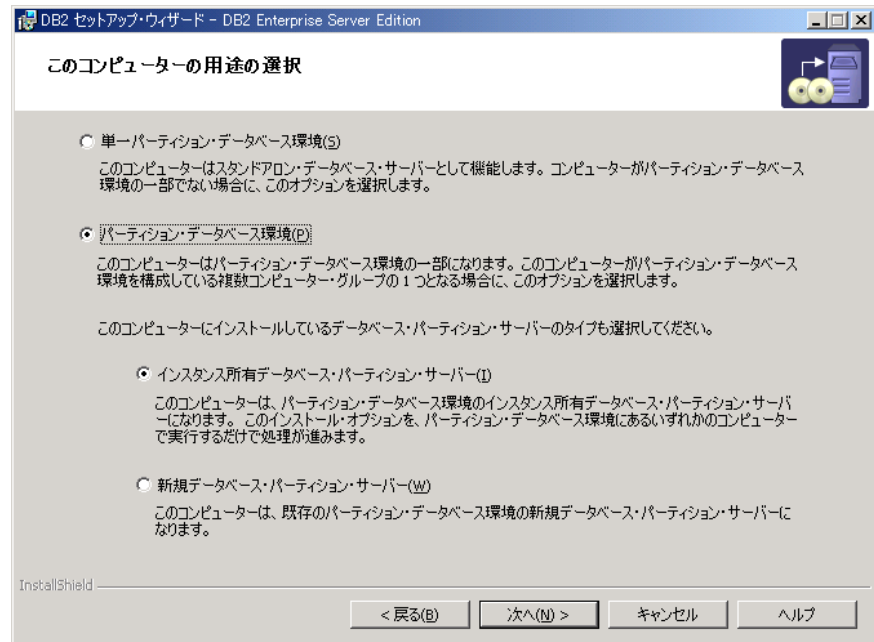 DB2 セットアップ・ウィザード - DB2 Enterprise Server Edition
このコンピューターの用途の選択
単一パーティション・データベース環境(S)
このコンピューターはスタンドアロン・データベース・サーバーとして機能します。コンピューターがパーティション・データベース
環境の一部でない場合に、このオプションを選択します。
パーティション・データベース環境(P)
このコンピューターはパーティション・データベース環境の一部になります。このコンピューターがパーティション・データベース
環境を構成している複数コンピューター・グループの 1 つとなる場合に、このオプションを選択します。
このコンピューターにインストールしているデータベース・パーティション・サーバーのタイプも選択してください。
インスタンス所有データベース・パーティション・サーバー(I)
このコンピューターは、パーティション・データベース環境のインスタンス所有データベース・パーティション・サーバ
ーになります。 このインストール・オプションを、パーティション・データベース環境にあるいずれかのコンピューター
で実行するだけで処理が進みます。
新規データベース・パーティション・サーバー(W)
このコンピューターは、既存のパーティション・データベース環境の新規データベース・パーティション・サーバーに
なります。
InstallShield
< 戻る(B) 次へ(N) > キャンセル ヘルプ